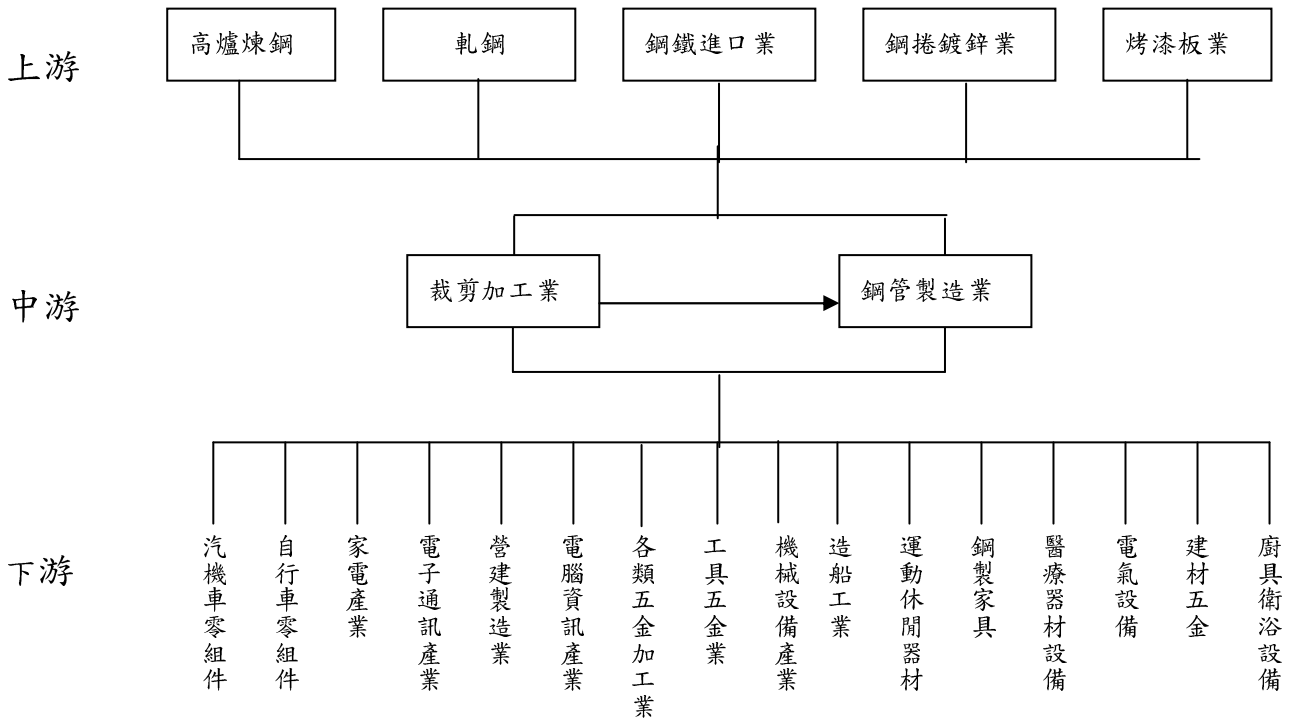 上游
高爐煉鋼
軋鋼
鋼鐵進口業
鋼捲鍍鋅業
烤漆板業
中游
裁剪加工業
鋼管製造業
下游
汽機車零組件
自行車零組件
家電產業
電子通訊產業
營建製造業
電腦資訊產業
各類五金加工業
工具五金業
機械設備產業
造船工業
運動休閒器材
鋼製家具
醫療器材設備
電氣設備
建材五金
廚具衛浴設備